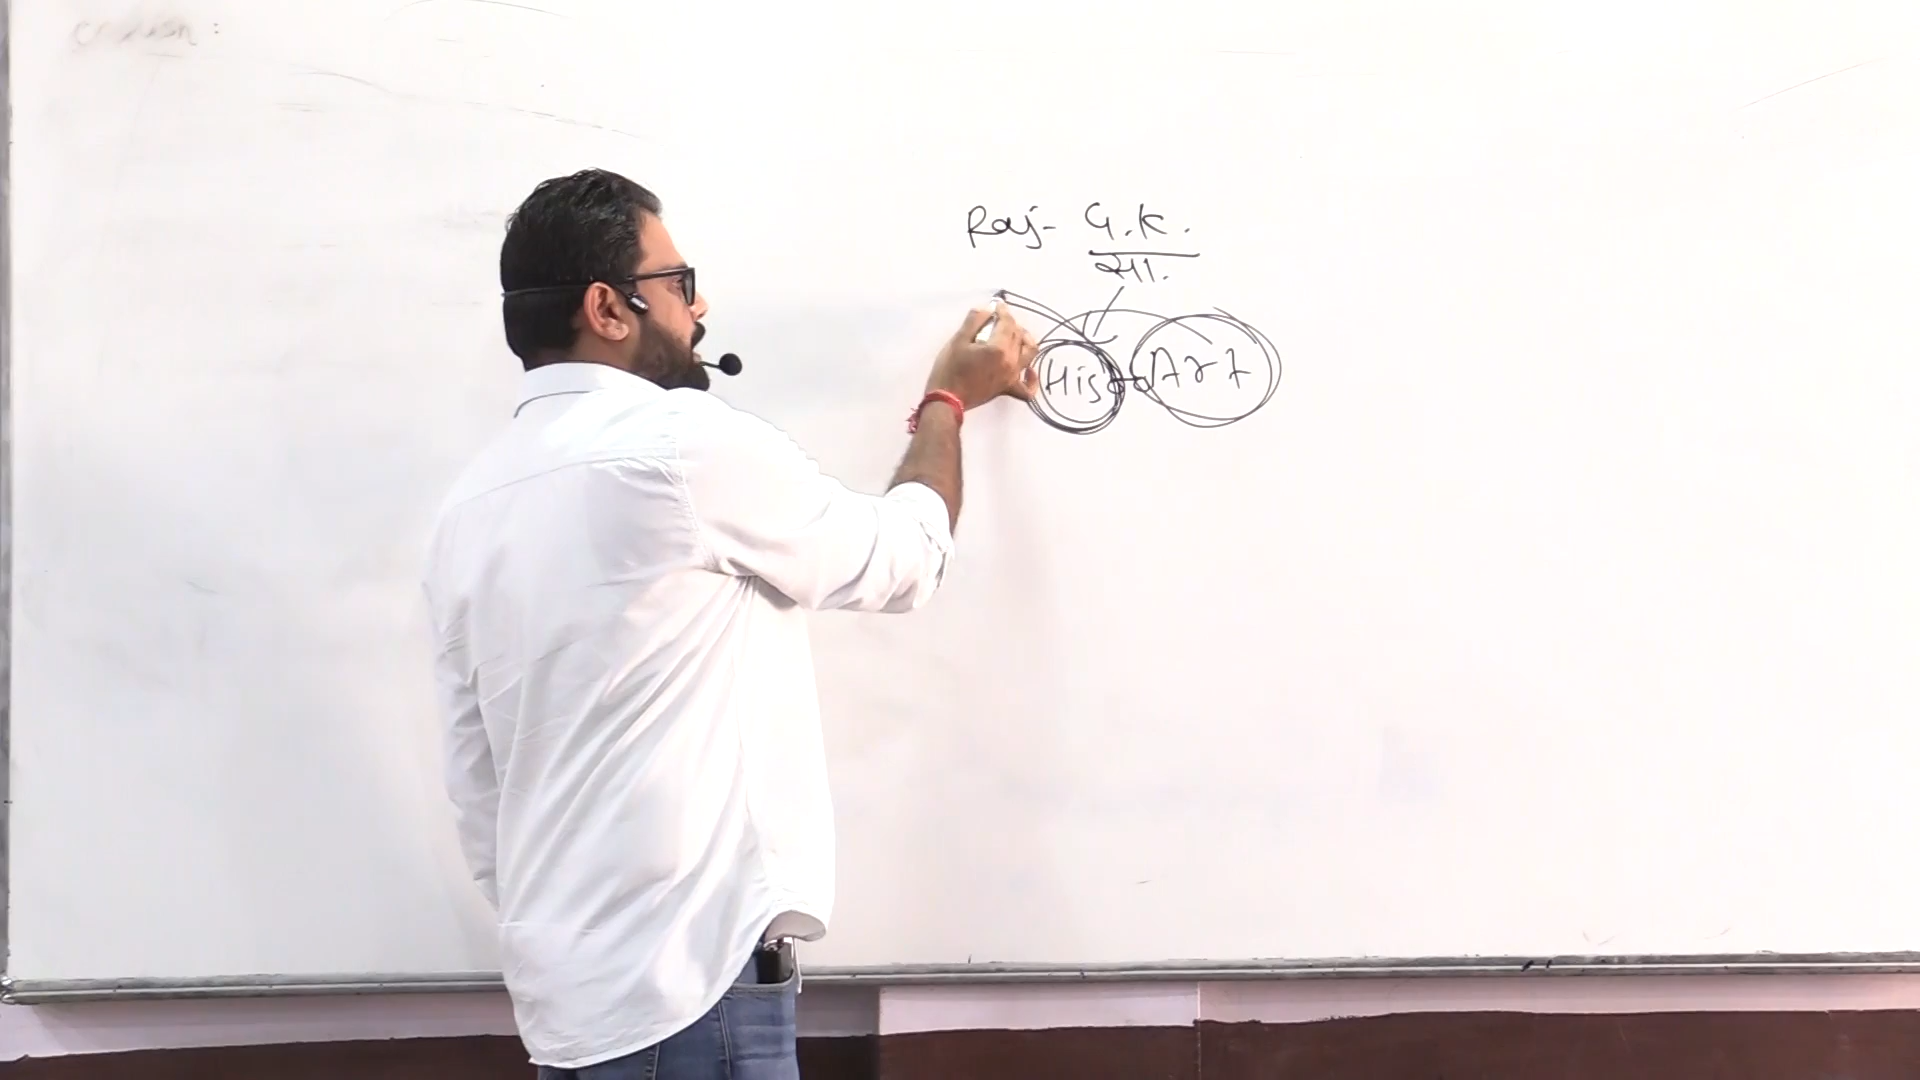 Raj- G.K.
सा.
His Art